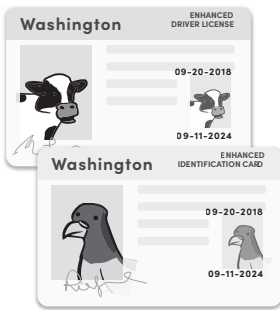 Washington
ENHANCED
DRIVER LICENSE
09-20-2018
09-11-2024
Washington
ENHANCED
IDENTIFICATION CARD
09-20-2018
09-11-2024